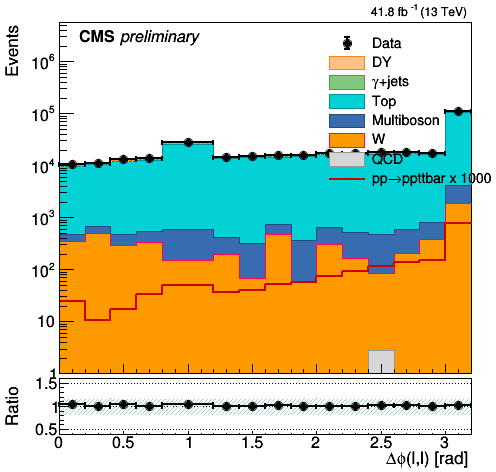 41.8 fb⁻¹ (13 TeV)
CMS preliminary
Events
Data
DY
γ+jets
Top
Multiboson
W
QCD
pp→ppttbar x 1000
10⁶
10⁵
10⁴
10³
10²
10
1
Ratio
1.5
1
0.5
0 0.5 1 1.5 2 2.5 3
Δϕ(l,l) [rad]